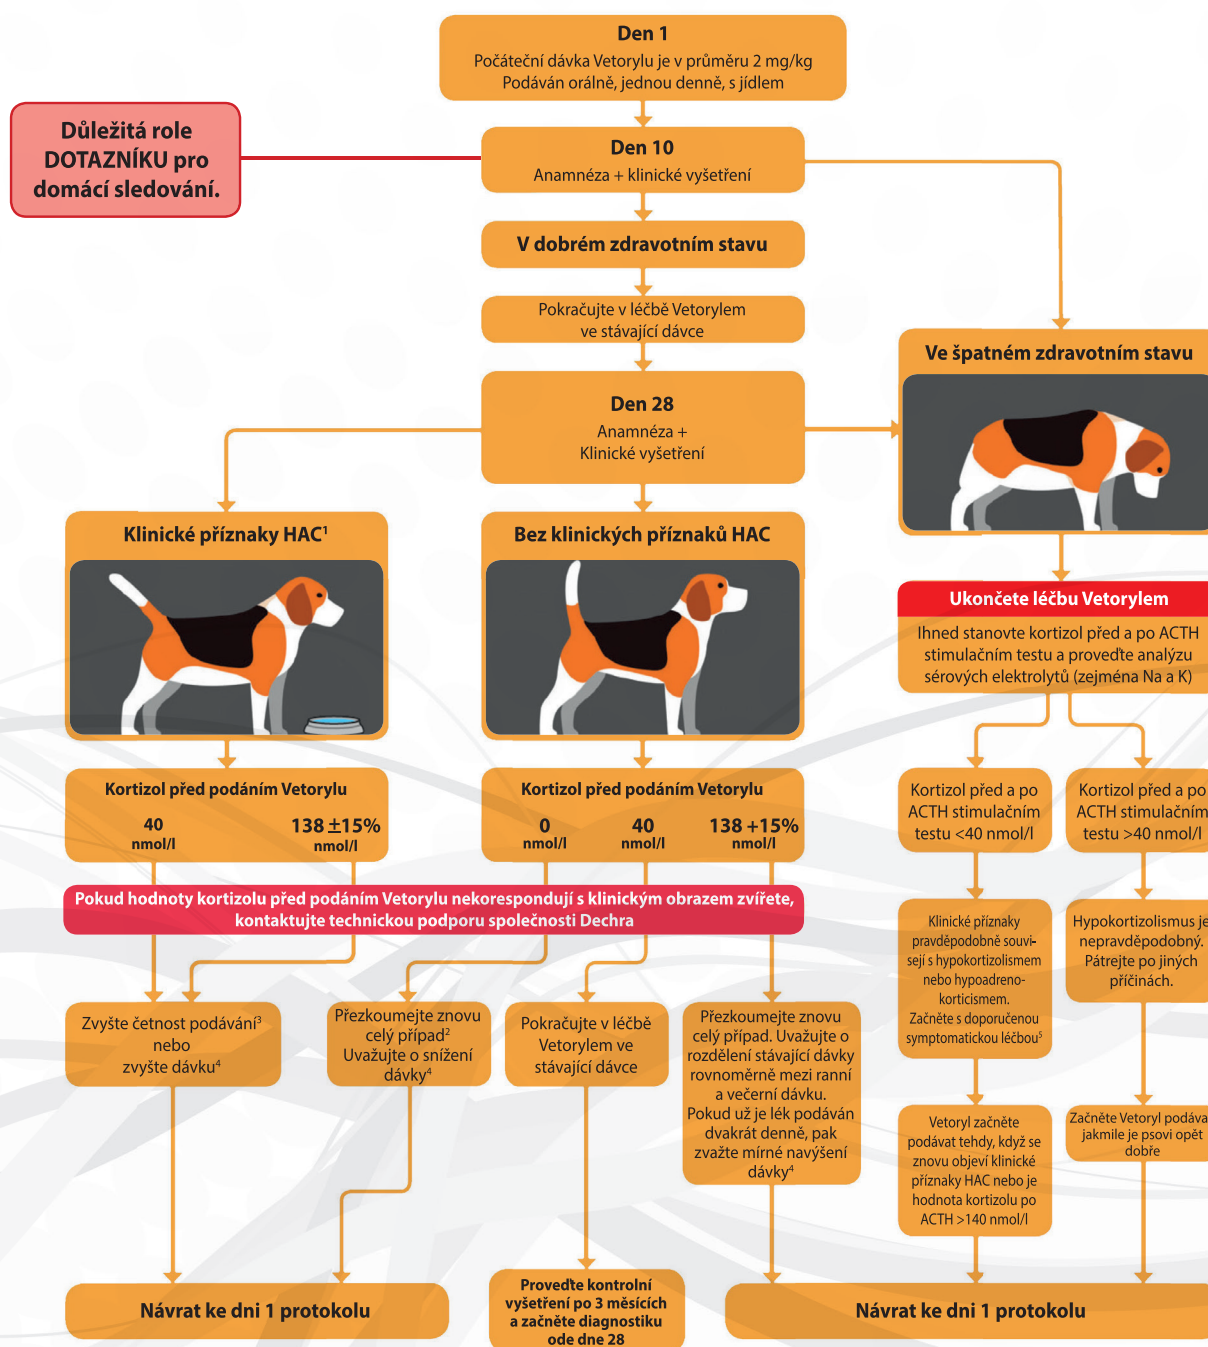 Den 1
Počáteční dávka Vetorylu je v průměru 2 mg/kg
Podáván orálně, jednou denně, s jídlem
Důležitá role
DOTAZNÍKU pro
domácí sledování.
Den 10
Anamnéza + klinické vyšetření
V dobrém zdravotním stavu
Pokračujte v léčbě Vetorylem
ve stávající dávce
Ve špatném zdravotním stavu
Den 28
Anamnéza +
Klinické vyšetření
Klinické příznaky HAC¹
Bez klinických příznaků HAC
Ukončete léčbu Vetorylem
Ihned stanovte kortizol před a po ACTH
stimulačním testu a proveďte analýzu
sérových elektrolytů (zejména Na a K)
Kortizol před podáním Vetorylu
40 138 ±15%
nmol/l nmol/l
Kortizol před podáním Vetorylu
0 40 138 +15%
nmol/l nmol/l nmol/l
Kortizol před a po
ACTH stimulačním
testu <40 nmol/l
Kortizol před a po
ACTH stimulačním
testu >40 nmol/l
Pokud hodnoty kortizolu před podáním Vetorylu nekorespondují s klinickým obrazem zvířete,
kontaktujte technickou podporu společnosti Dechra
Klinické příznaky
pravděpodobně souvi-
sejí s hypokortizolismem
nebo hypoadreno-
korticismem.
Začněte s doporučenou
symptomatickou léčbou⁵
Hypokortizolismus je
nepravděpodobný.
Pátrejte po jiných
příčinách.
Zvyšte četnost podávání³
nebo
zvyšte dávku⁴
Přezkoumejte znovu
celý případ²
Uvažujte o snížení
dávky⁴
Pokračujte v léčbě
Vetorylem ve
stávající dávce
Přezkoumejte znovu
celý případ. Uvažujte o
rozdělení stávající dávky
rovnoměrně mezi ranní
a večerní dávku.
Pokud už je lék podáván
dvakrát denně, pak
zvažte mírné navýšení
dávky⁴
Vetoryl začněte
podávat tehdy, když se
znovu objeví klinické
příznaky HAC nebo je
hodnota kortizolu po
ACTH >140 nmol/l
Začněte Vetoryl podáva
jakmile je psovi opět
dobře
Návrat ke dni 1 protokolu
Proveďte kontrolní
vyšetření po 3 měsících
a začněte diagnostiku
ode dne 28
Návrat ke dni 1 protokolu